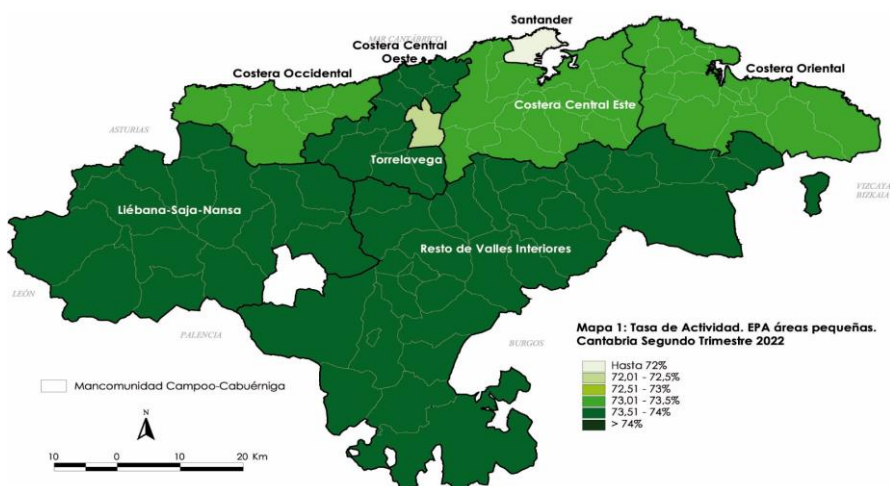 Santander
MAR CANTÁBRICO
Costera Central
Oeste
Costera Occidental
Costera Oriental
Costera Central Este
ASTURIAS
Torrelavega
VIZCAYA
BIZKAIA
Liébana-Saja-Nansa
Resto de Valles Interiores
LEÓN
PALENCIA
BURGOS
Mapa 1: Tasa de Actividad. EPA áreas pequeñas.
Cantabria Segundo Trimestre 2022
Hasta 72%
72,01 - 72,5%
72,51 - 73%
73,01 - 73,5%
73,51 - 74%
> 74%
Mancomunidad Campoo-Cabuérniga
N
10 0 10 20 Km